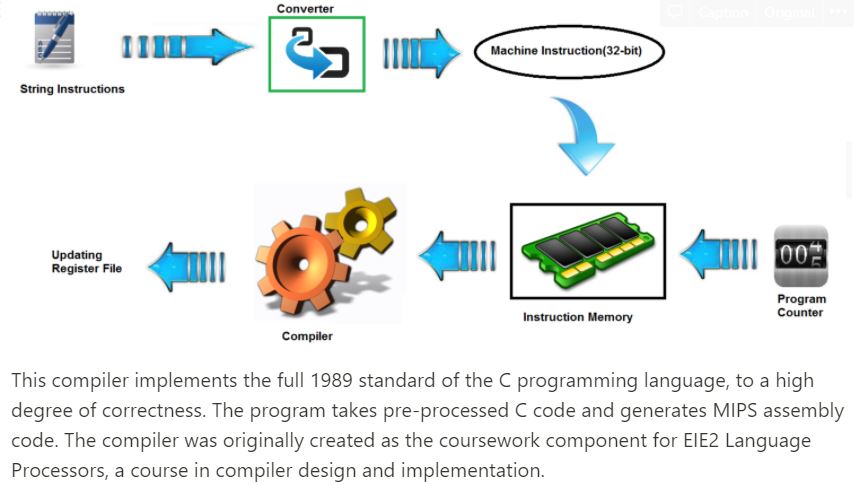 Converter
Caption Original
String Instructions
Machine Instruction(32-bit)
Updating
Register File
Compiler
Instruction Memory
004
5
Program
Counter
This compiler implements the full 1989 standard of the C programming language, to a high
degree of correctness. The program takes pre-processed C code and generates MIPS assembly
code. The compiler was originally created as the coursework component for EIE2 Language
Processors, a course in compiler design and implementation.